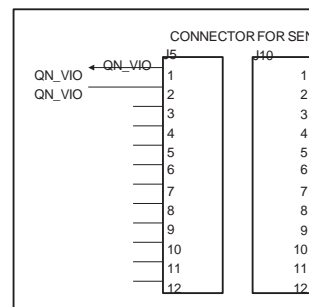 CONNECTOR FOR SEN
J5 J10
QN_VIO
QN_VIO 1 1
QN_VIO 2 2
3 3
4 4
5 5
6 6
7 7
8 8
9 9
10 10
11 11
12 12